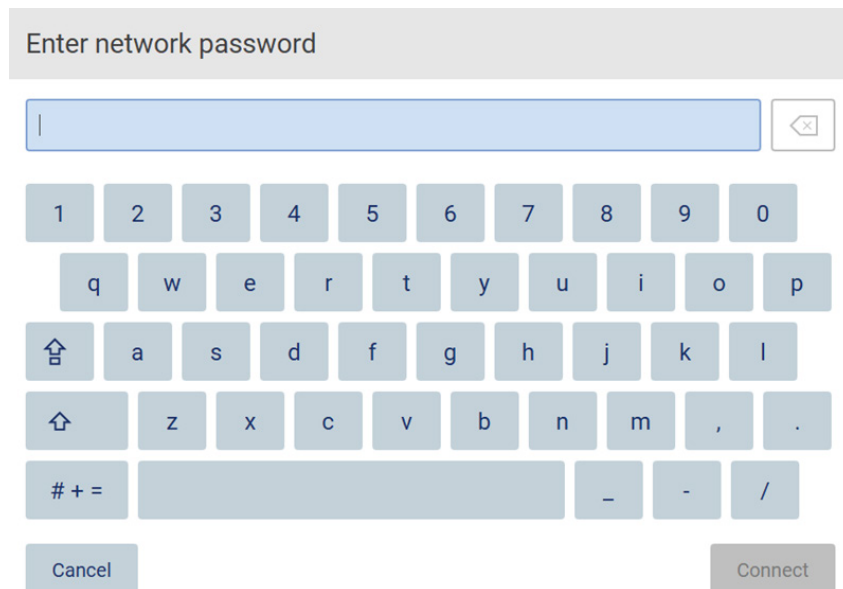 Enter network password
1 2 3 4 5 6 7 8 9 0
q w e r t y u i o p
a s d f g h j k l
z x c v b n m , .
# + = _ - /
Cancel Connect